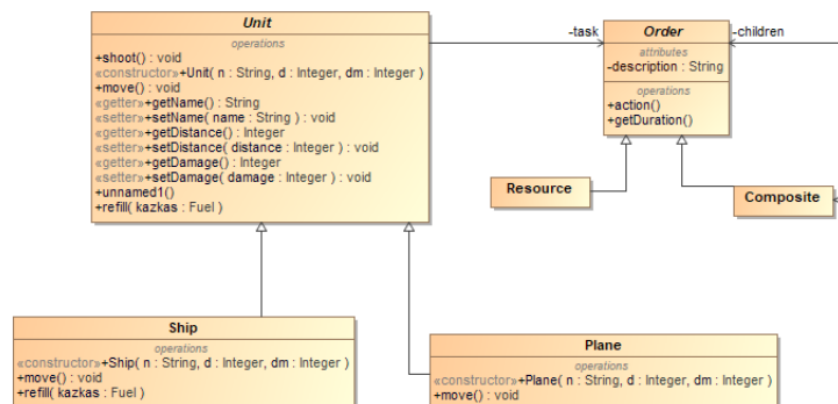 Unit
operations
+shoot() : void
«constructor»+Unit( n : String, d : Integer, dm : Integer )
+move() : void
«getter»+getName() : String
«setter»+setName( name : String ) : void
«getter»+getDistance() : Integer
«setter»+setDistance( distance : Integer ) : void
«getter»+getDamage() : Integer
«setter»+setDamage( damage : Integer ) : void
+unnamed1()
+refill( kazkas : Fuel )
-task
Order
attributes
-description : String
operations
+action()
+getDuration()
-children
Resource
Composite
Ship
operations
«constructor»+Ship( n : String, d : Integer, dm : Integer )
+move() : void
+refill( kazkas : Fuel )
Plane
operations
«constructor»+Plane( n : String, d : Integer, dm : Integer )
+move() : void